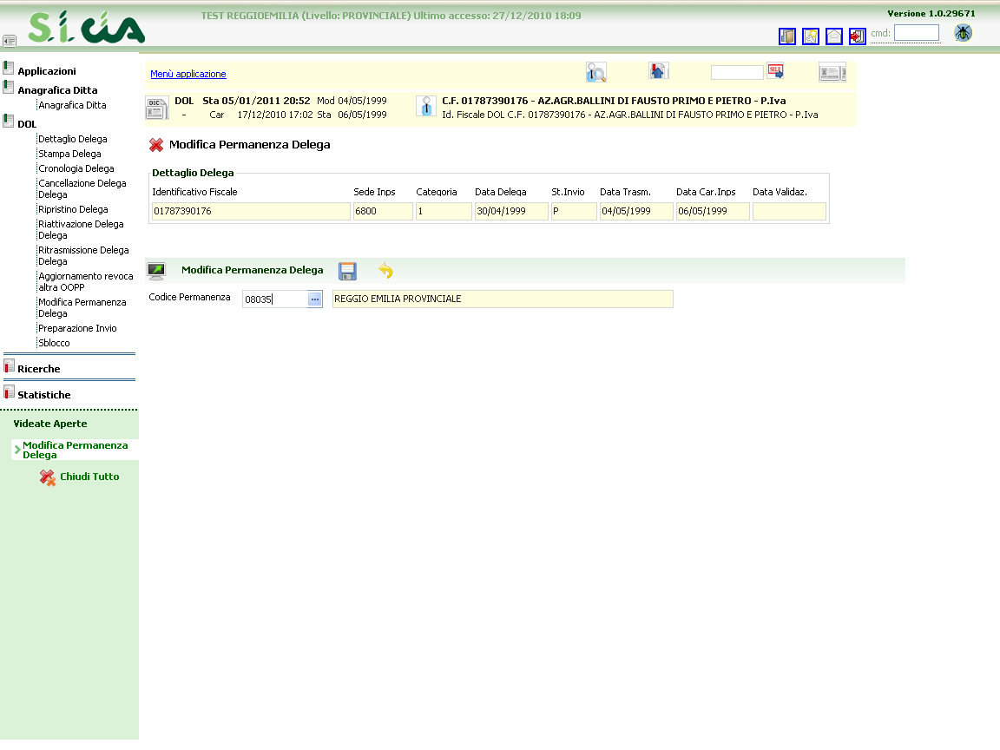 S.I. CIA
TEST REGGIOEMILIA (Livello: PROVINCIALE) Ultimo accesso: 27/12/2010 18:09
Versione 1.0.29671
cmd:
Applicazioni
Anagrafica Ditta
Anagrafica Ditta
DOL
Dettaglio Delega
Stampa Delega
Cronologia Delega
Cancellazione Delega
Delega
Ripristino Delega
Riattivazione Delega
Delega
Ritrasmissione Delega
Delega
Aggiornamento revoca
altra OOPP
Modifica Permanenza
Delega
Preparazione Invio
Sblocco
Ricerche
Statistiche
Videate Aperte
Modifica Permanenza
Delega
Chiudi Tutto
Menù applicazione
SELE
DIC
DOL Sta 05/01/2011 20:52 Mod 04/05/1999
- Car 17/12/2010 17:02 Sta 06/05/1999
C.F. 01787390176 - AZ.AGR.BALLINI DI FAUSTO PRIMO E PIETRO - P.Iva
Id. Fiscale DOL C.F. 01787390176 - AZ.AGR.BALLINI DI FAUSTO PRIMO E PIETRO - P.Iva
Modifica Permanenza Delega
Dettaglio Delega
Identificativo Fiscale Sede Inps Categoria Data Delega St.Invio Data Trasm. Data Car.Inps Data Validaz.
01787390176 6800 1 30/04/1999 P 04/05/1999 06/05/1999
Modifica Permanenza Delega
Codice Permanenza 08035 ... REGGIO EMILIA PROVINCIALE